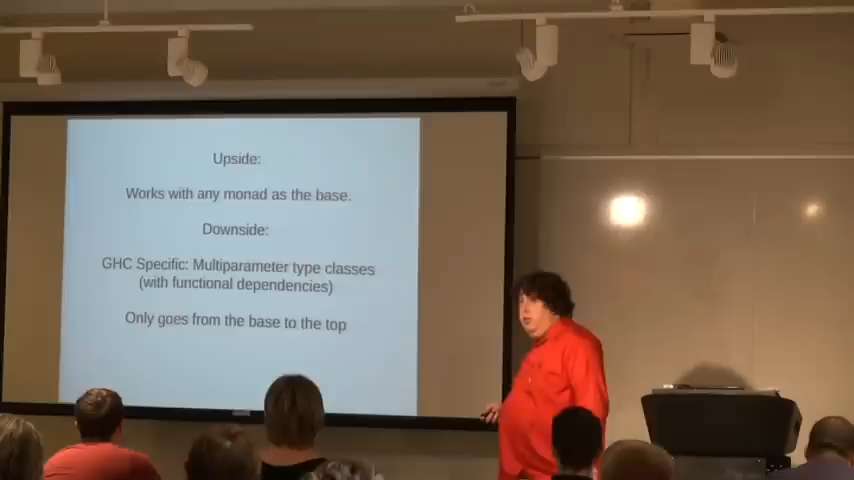 Upside:
Works with any monad as the base.
Downside:
GHC Specific: Multiparameter type classes
(with functional dependencies)
Only goes from the base to the top